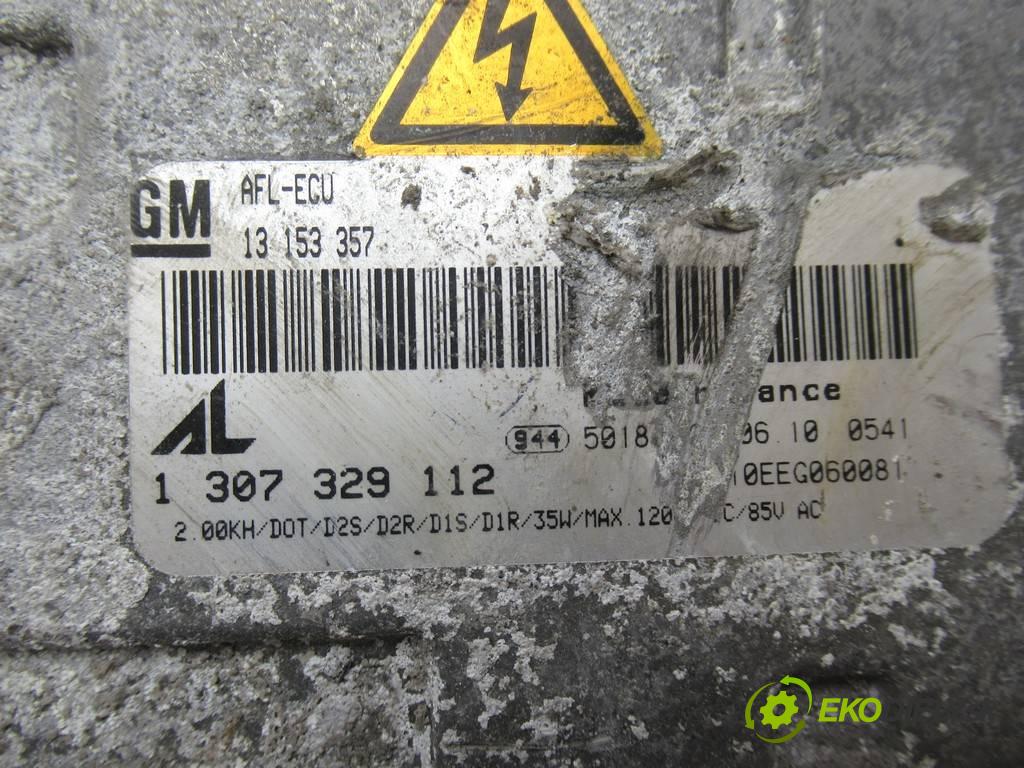 GM AFL-ECU
13 153 357
AL
944 5018 06.10 0541
1 307 329 112 10EEG060081
2.00KH/DOT/D2S/D2R/D1S/D1R/35W/MAX.120 /85V AC
EKO